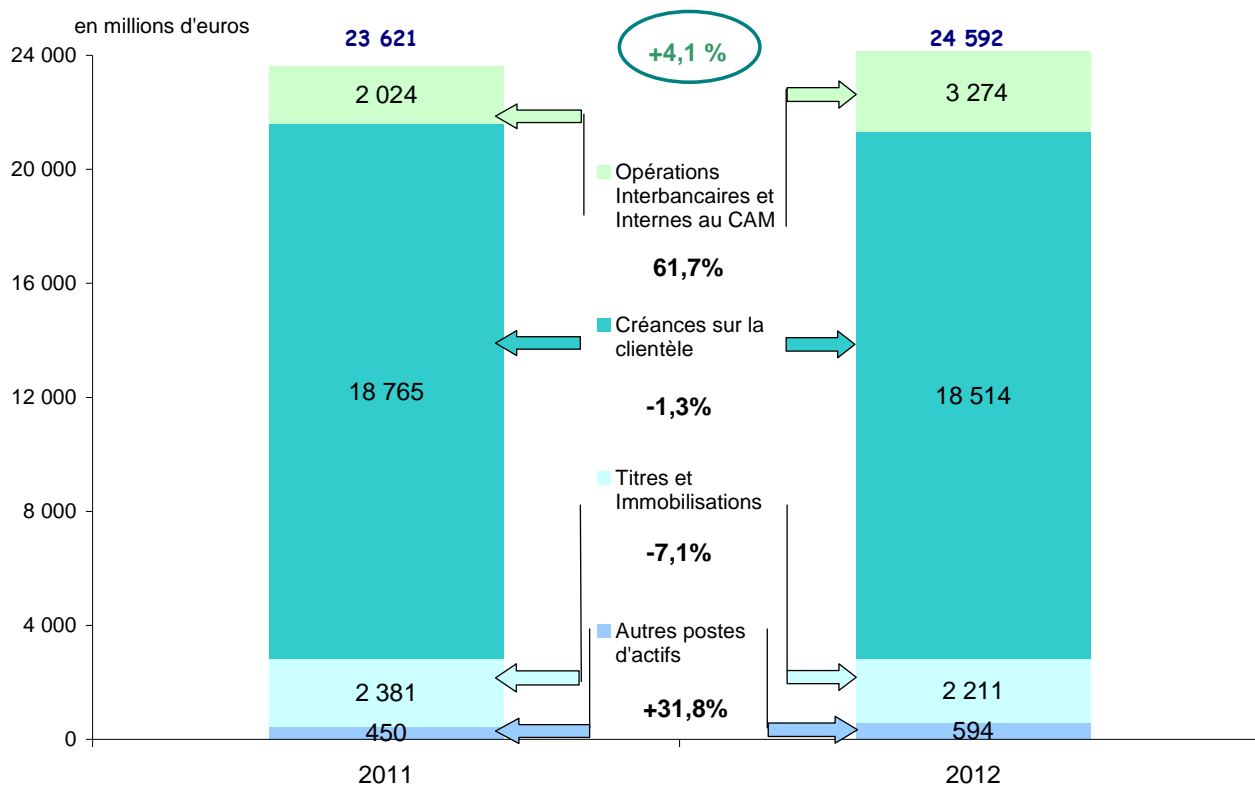 en millions d'euros
23 621
+4,1 %
24 592
24 000
20 000
16 000
12 000
8 000
4 000
0
2 024
18 765
2 381
450
Opérations
Interbancaires et
Internes au CAM
61,7%
Créances sur la
clientèle
-1,3%
Titres et
Immobilisations
-7,1%
Autres postes
d'actifs
+31,8%
3 274
18 514
2 211
594
2011
2012